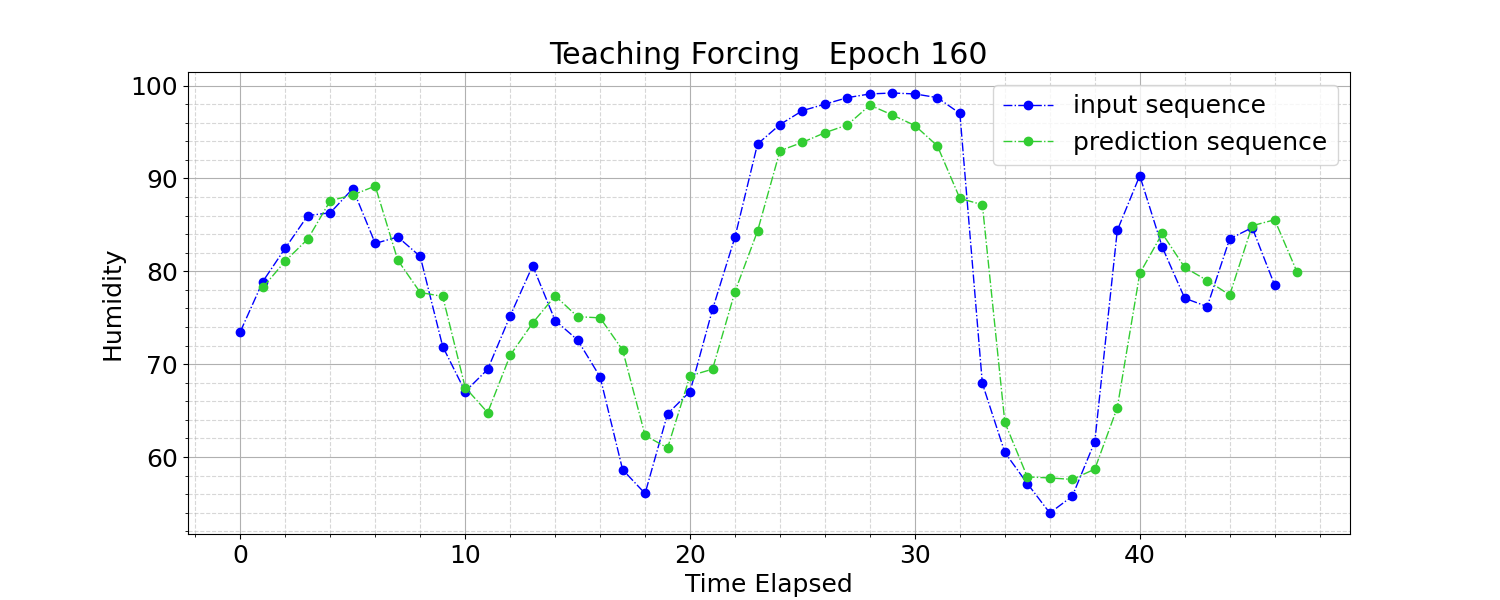 Teaching Forcing   Epoch 160
input sequence
prediction sequence
Humidity
100
90
80
70
60
0 10 20 30 40
Time Elapsed